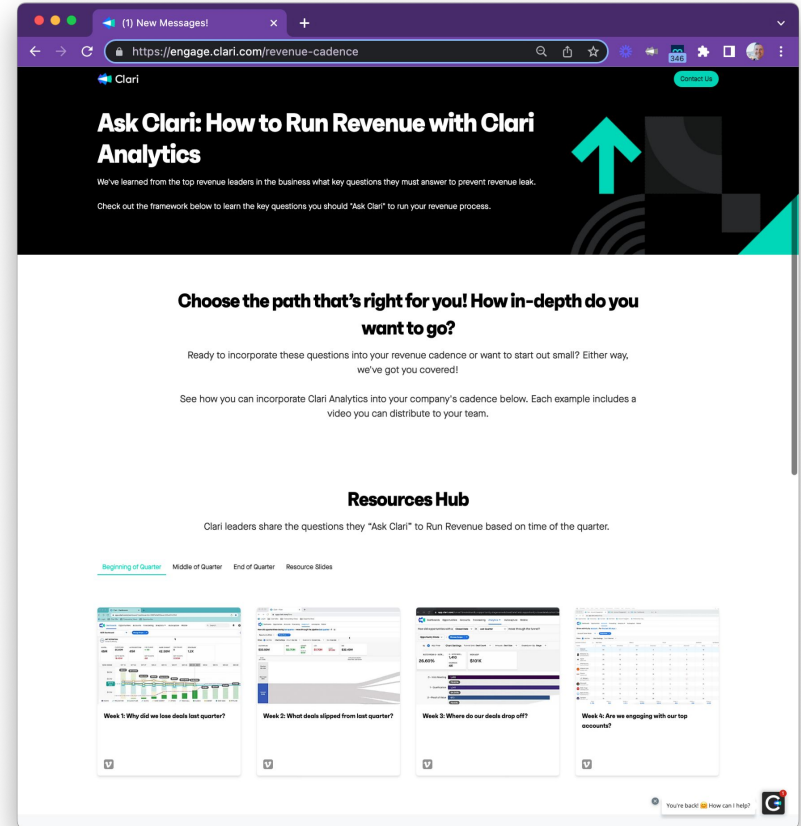 (1) New Messages!
https://engage.clari.com/revenue-cadence
346
Clari
Contact Us
Ask Clari: How to Run Revenue with Clari
Analytics
We've learned from the top revenue leaders in the business what key questions they must answer to prevent revenue leak.
Check out the framework below to learn the key questions you should "Ask Clari" to run your revenue process.
Choose the path that's right for you! How in-depth do you
want to go?
Ready to incorporate these questions into your revenue cadence or want to start out small? Either way,
we've got you covered!
See how you can incorporate Clari Analytics into your company's cadence below. Each example includes a
video you can distribute to your team.
Resources Hub
Clari leaders share the questions they "Ask Clari" to Run Revenue based on time of the quarter.
Beginning of Quarter Middle of Quarter End of Quarter Resource Slides
Week 1: Why did we lose deals last quarter?
Week 2: What deals slipped from last quarter?
26.60%
$101K
Week 3: Where do our deals drop off?
Week 4: Are we engaging with our top
accounts?
You're back! 🤗 How can I help?
1